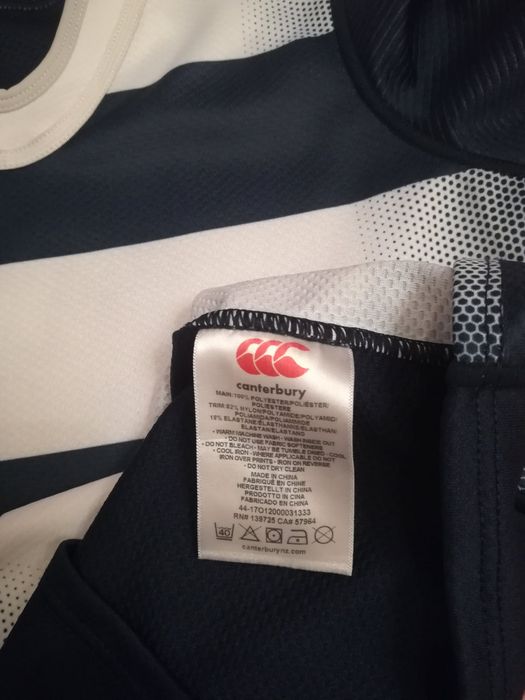 canterbury
MAIN:100% POLYESTER/POLIÉSTER/
POLIESTERE
TRIM:82% NYLON/POLYAMIDE/POLYAMID/
POLIAMIDA/POLIAMMIDE
18% ELASTANE/ÉLASTHANNE/ELASTHAN/
ELASTAN/ELASTANO
- WARM MACHINE WASH - WASH INSIDE OUT
- DO NOT USE FABRIC SOFTENERS
- DO NOT BLEACH - MAY BE TUMBLE DRIED - COOL
- COOL IRON - WHERE APPLICABLE DO NOT
IRON OVER PRINTS - IRON ON REVERSE
- DO NOT DRY CLEAN
MADE IN CHINA
FABRIQUÉ EN CHINE
HERGESTELLT IN CHINA
PRODOTTO IN CINA
FABRICADO EN CHINA
44-17O12000031333
RN# 139725 CA# 57964
40
canterburynz.com